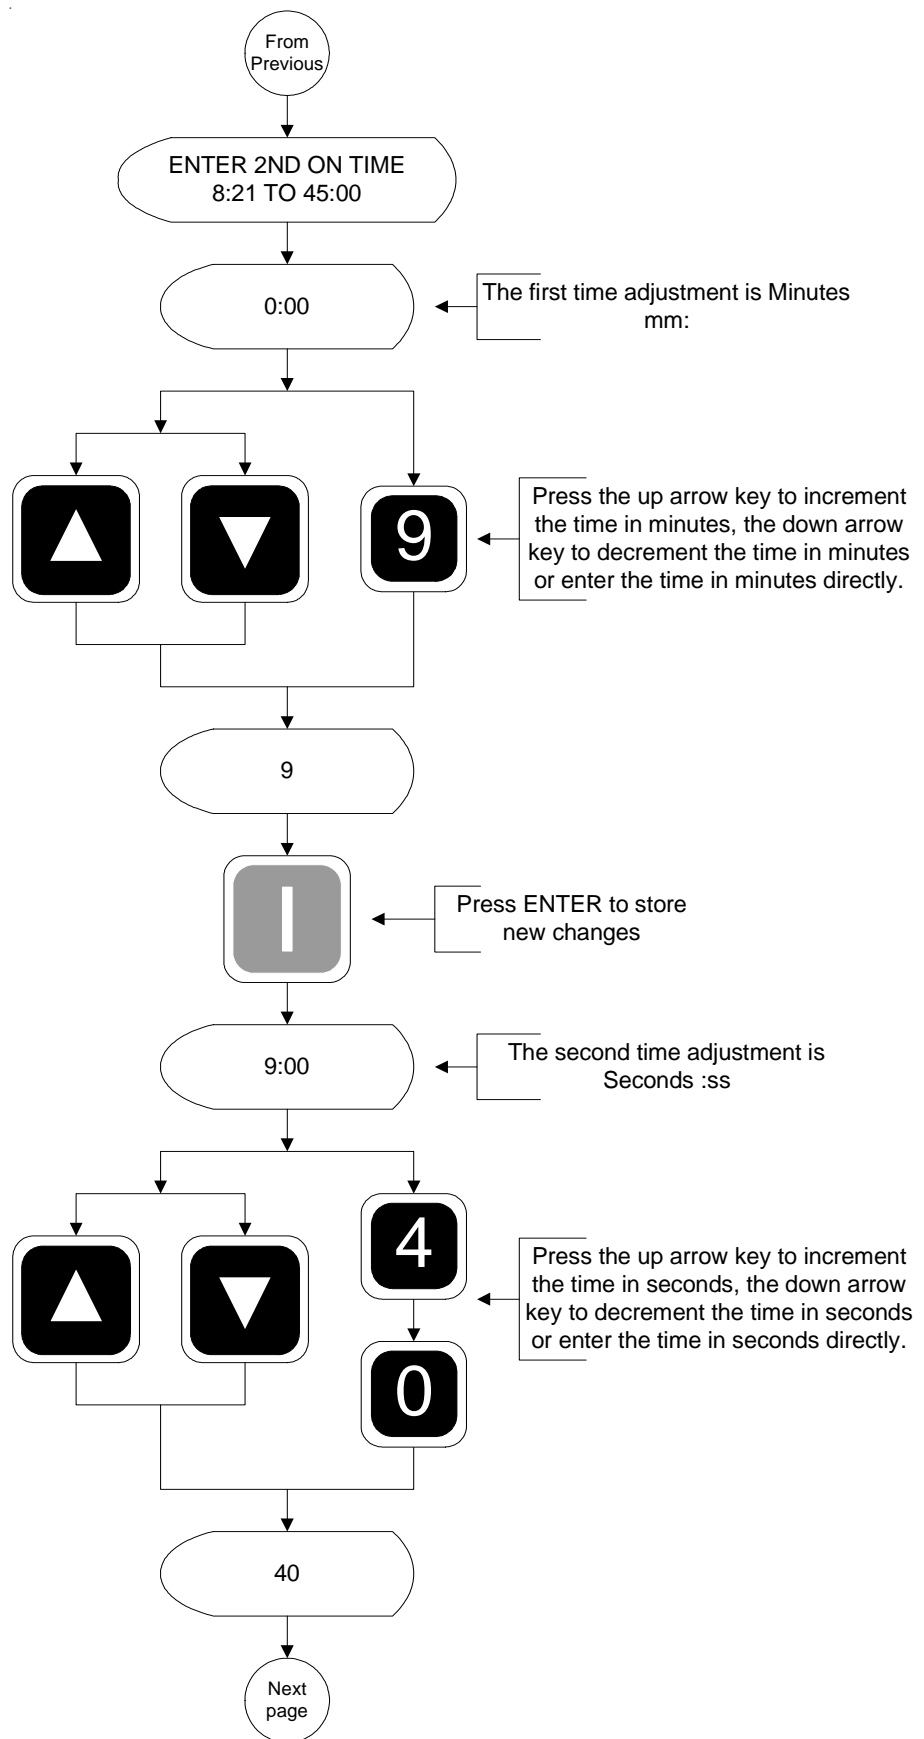 From
Previous
ENTER 2ND ON TIME
8:21 TO 45:00
0:00
The first time adjustment is Minutes
mm:
9
Press the up arrow key to increment
the time in minutes, the down arrow
key to decrement the time in minutes
or enter the time in minutes directly.
9
I
Press ENTER to store
new changes
9:00
The second time adjustment is
Seconds :ss
4
0
Press the up arrow key to increment
the time in seconds, the down arrow
key to decrement the time in seconds
or enter the time in seconds directly.
40
Next
page